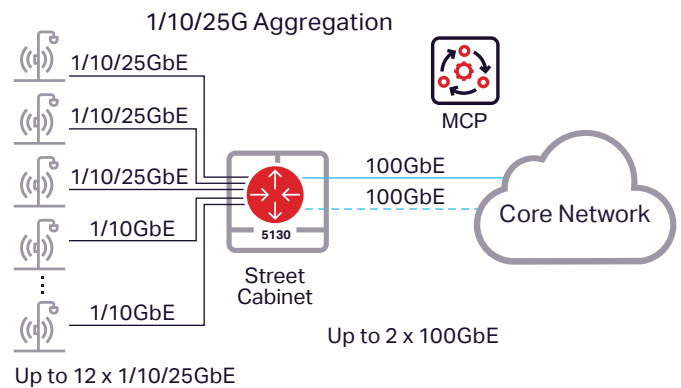 1/10/25G Aggregation
1/10/25GbE
1/10/25GbE
1/10/25GbE
1/10GbE
1/10GbE
MCP
5130
Street
Cabinet
100GbE
100GbE
Core Network
Up to 2 x 100GbE
Up to 12 x 1/10/25GbE